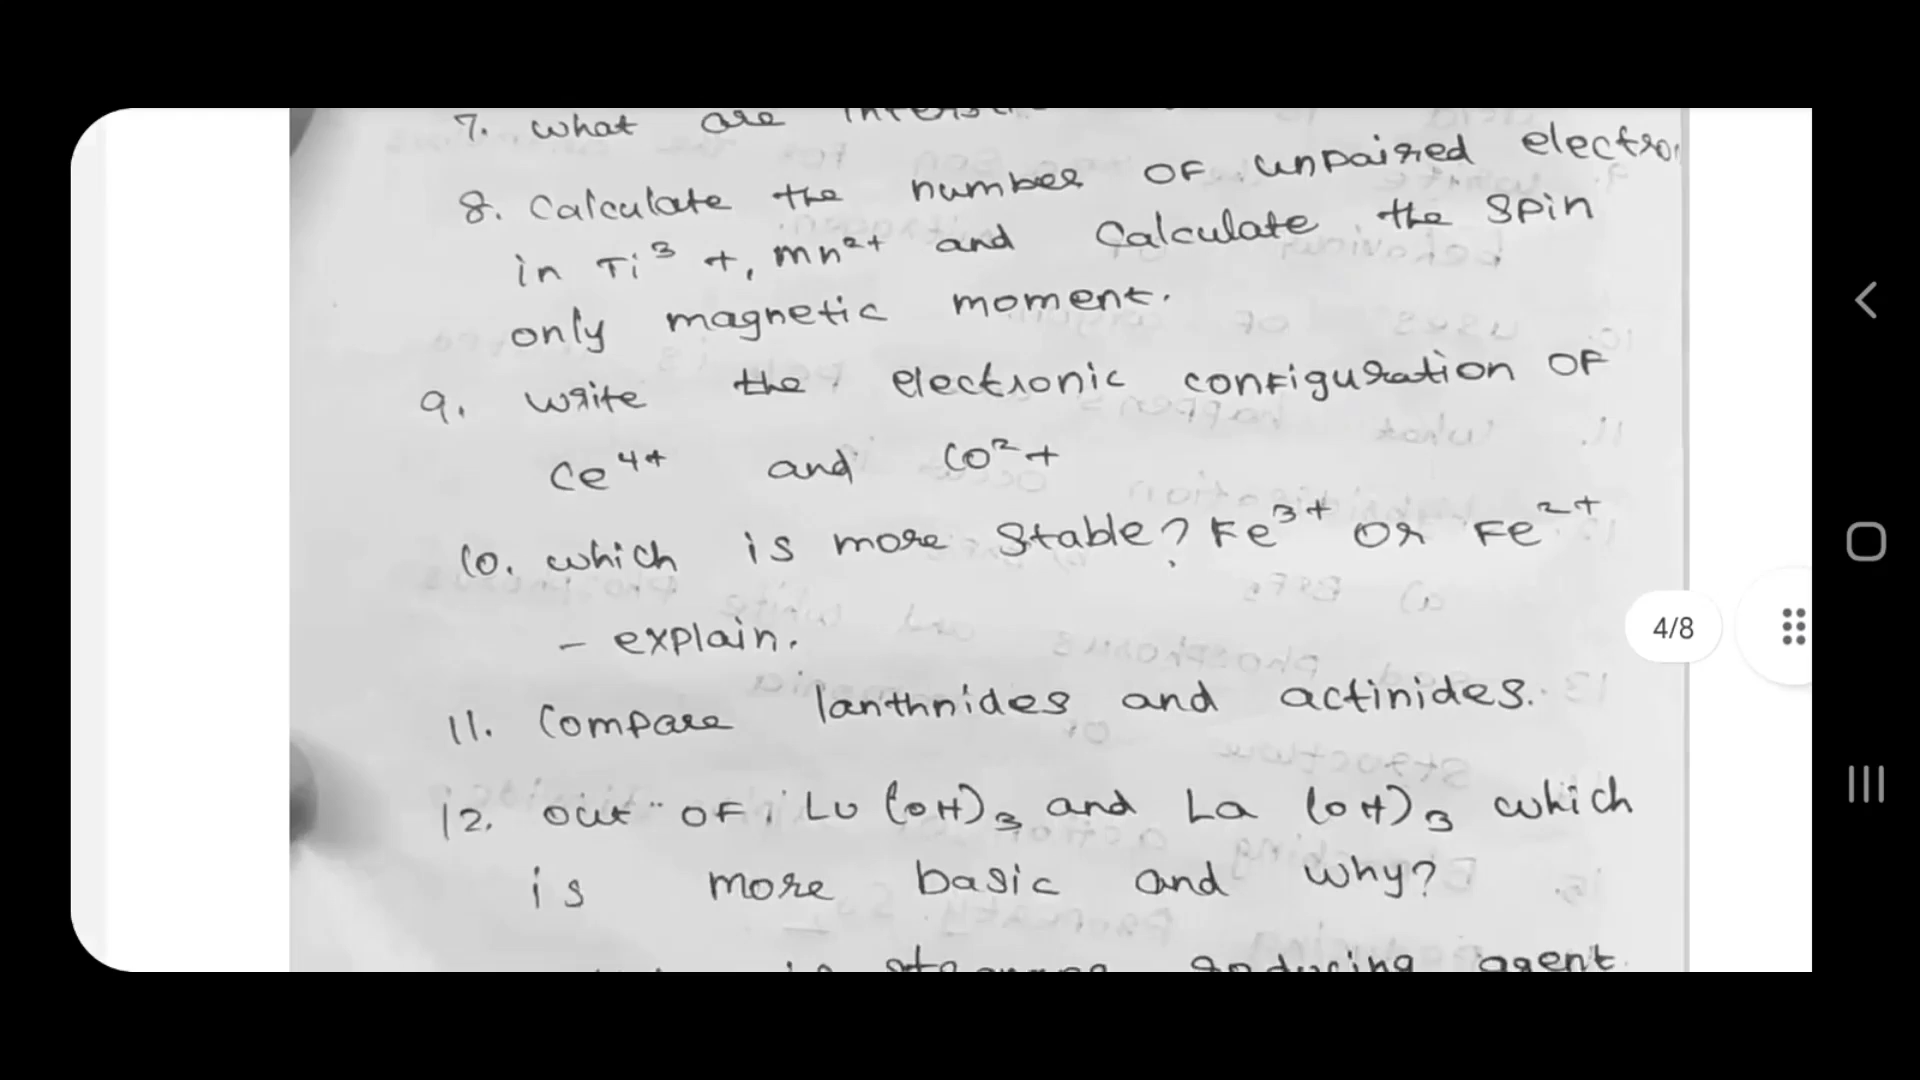 7. What are
8. Calculate the number OF unpaired electron
in Ti³ +, mn²+ and Calculate the Spin
only magnetic moment.
9. Write the electronic configuration OF
Ce⁴⁺ and Co²+
10. which is more Stable? Fe³⁺ Or Fe²⁺
- explain.
11. Compare lanthnides and actinides.
12. out of Lu (OH)₃ and La (OH)₃ which
is more basic and why?
agent
4/8